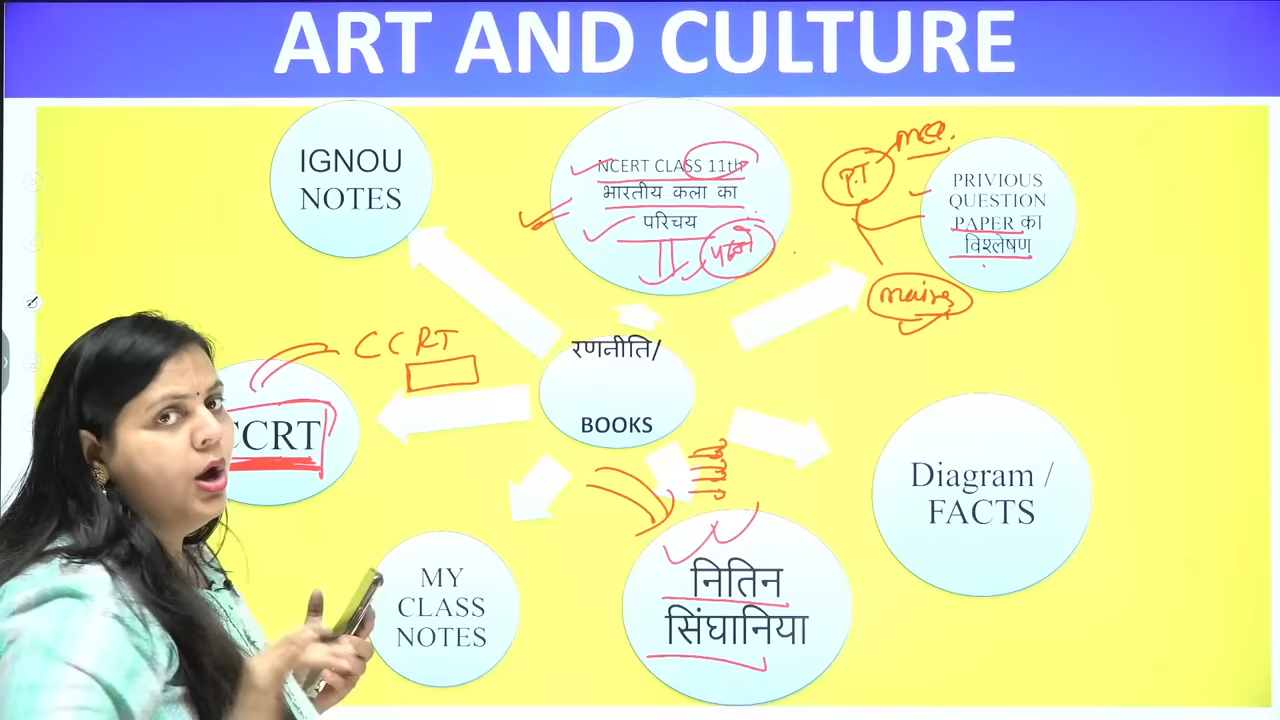 ART AND CULTURE
IGNOU
NOTES
NCERT CLASS 11th
भारतीय कला का
परिचय
P.T
PRIVIOUS
QUESTION
PAPER का
विश्लेषण
रणनीति/
BOOKS
CCRT
CCRT
Diagram /
FACTS
MY
CLASS
NOTES
नितिन
सिंघानिया